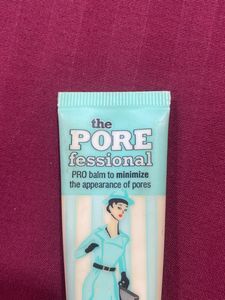 the
PORE
fessional
PRO balm to minimize
the appearance of pores